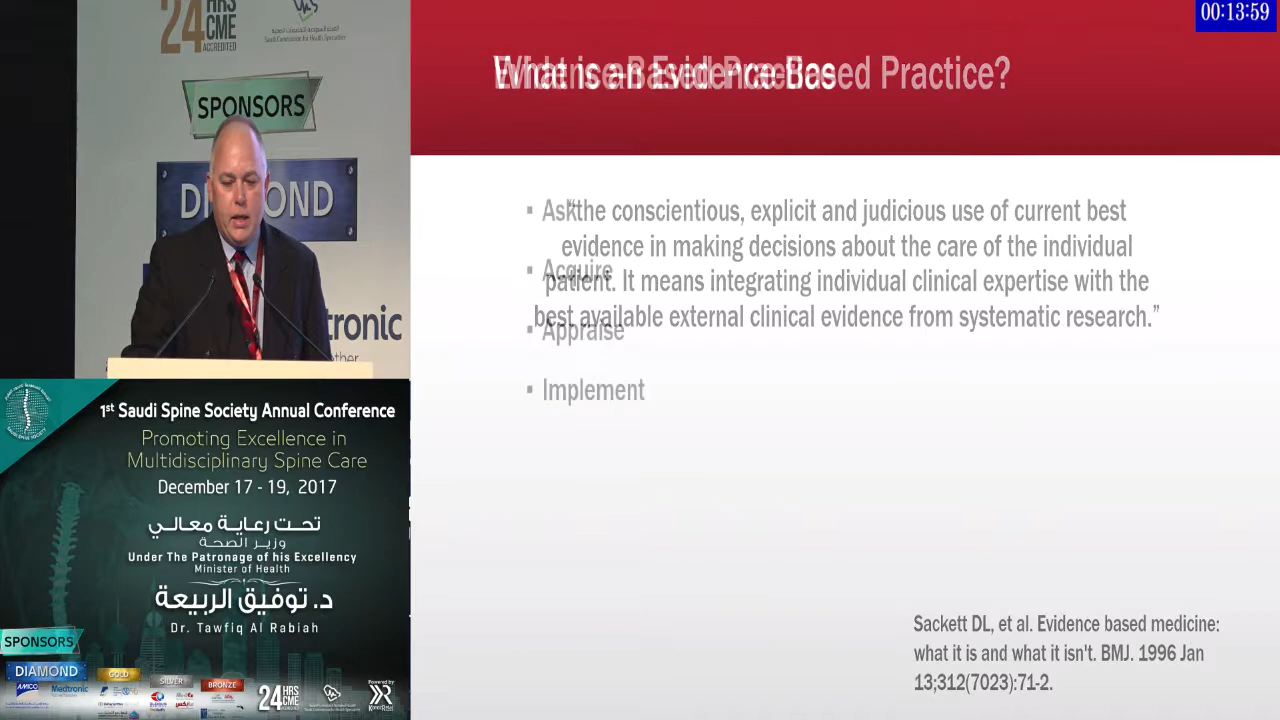 00:13:59
24 HRS
CME
ACCREDITED
SPONSORS
DIAMOND
tronic
What is an Evidence-Based Practice?
▪ Ask
"the conscientious, explicit and judicious use of current best
evidence in making decisions about the care of the individual
▪ Acquire
patient. It means integrating individual clinical expertise with the
best available external clinical evidence from systematic research."
▪ Appraise
▪ Implement
Sackett DL, et al. Evidence based medicine:
what it is and what it isn't. BMJ. 1996 Jan
13;312(7023):71-2.
1st Saudi Spine Society Annual Conference
Promoting Excellence in
Multidisciplinary Spine Care
December 17 - 19, 2017
تحت رعاية معالي
وزير الصحة
Under The Patronage of his Excellency
Minister of Health
د. توفيق الربيعة
Dr. Tawfiq Al Rabiah
SPONSORS
DIAMOND
GOLD
SILVER
BRONZE
AMICO
Medtronic
24 HRS
CME
ACCREDITED
Powered by